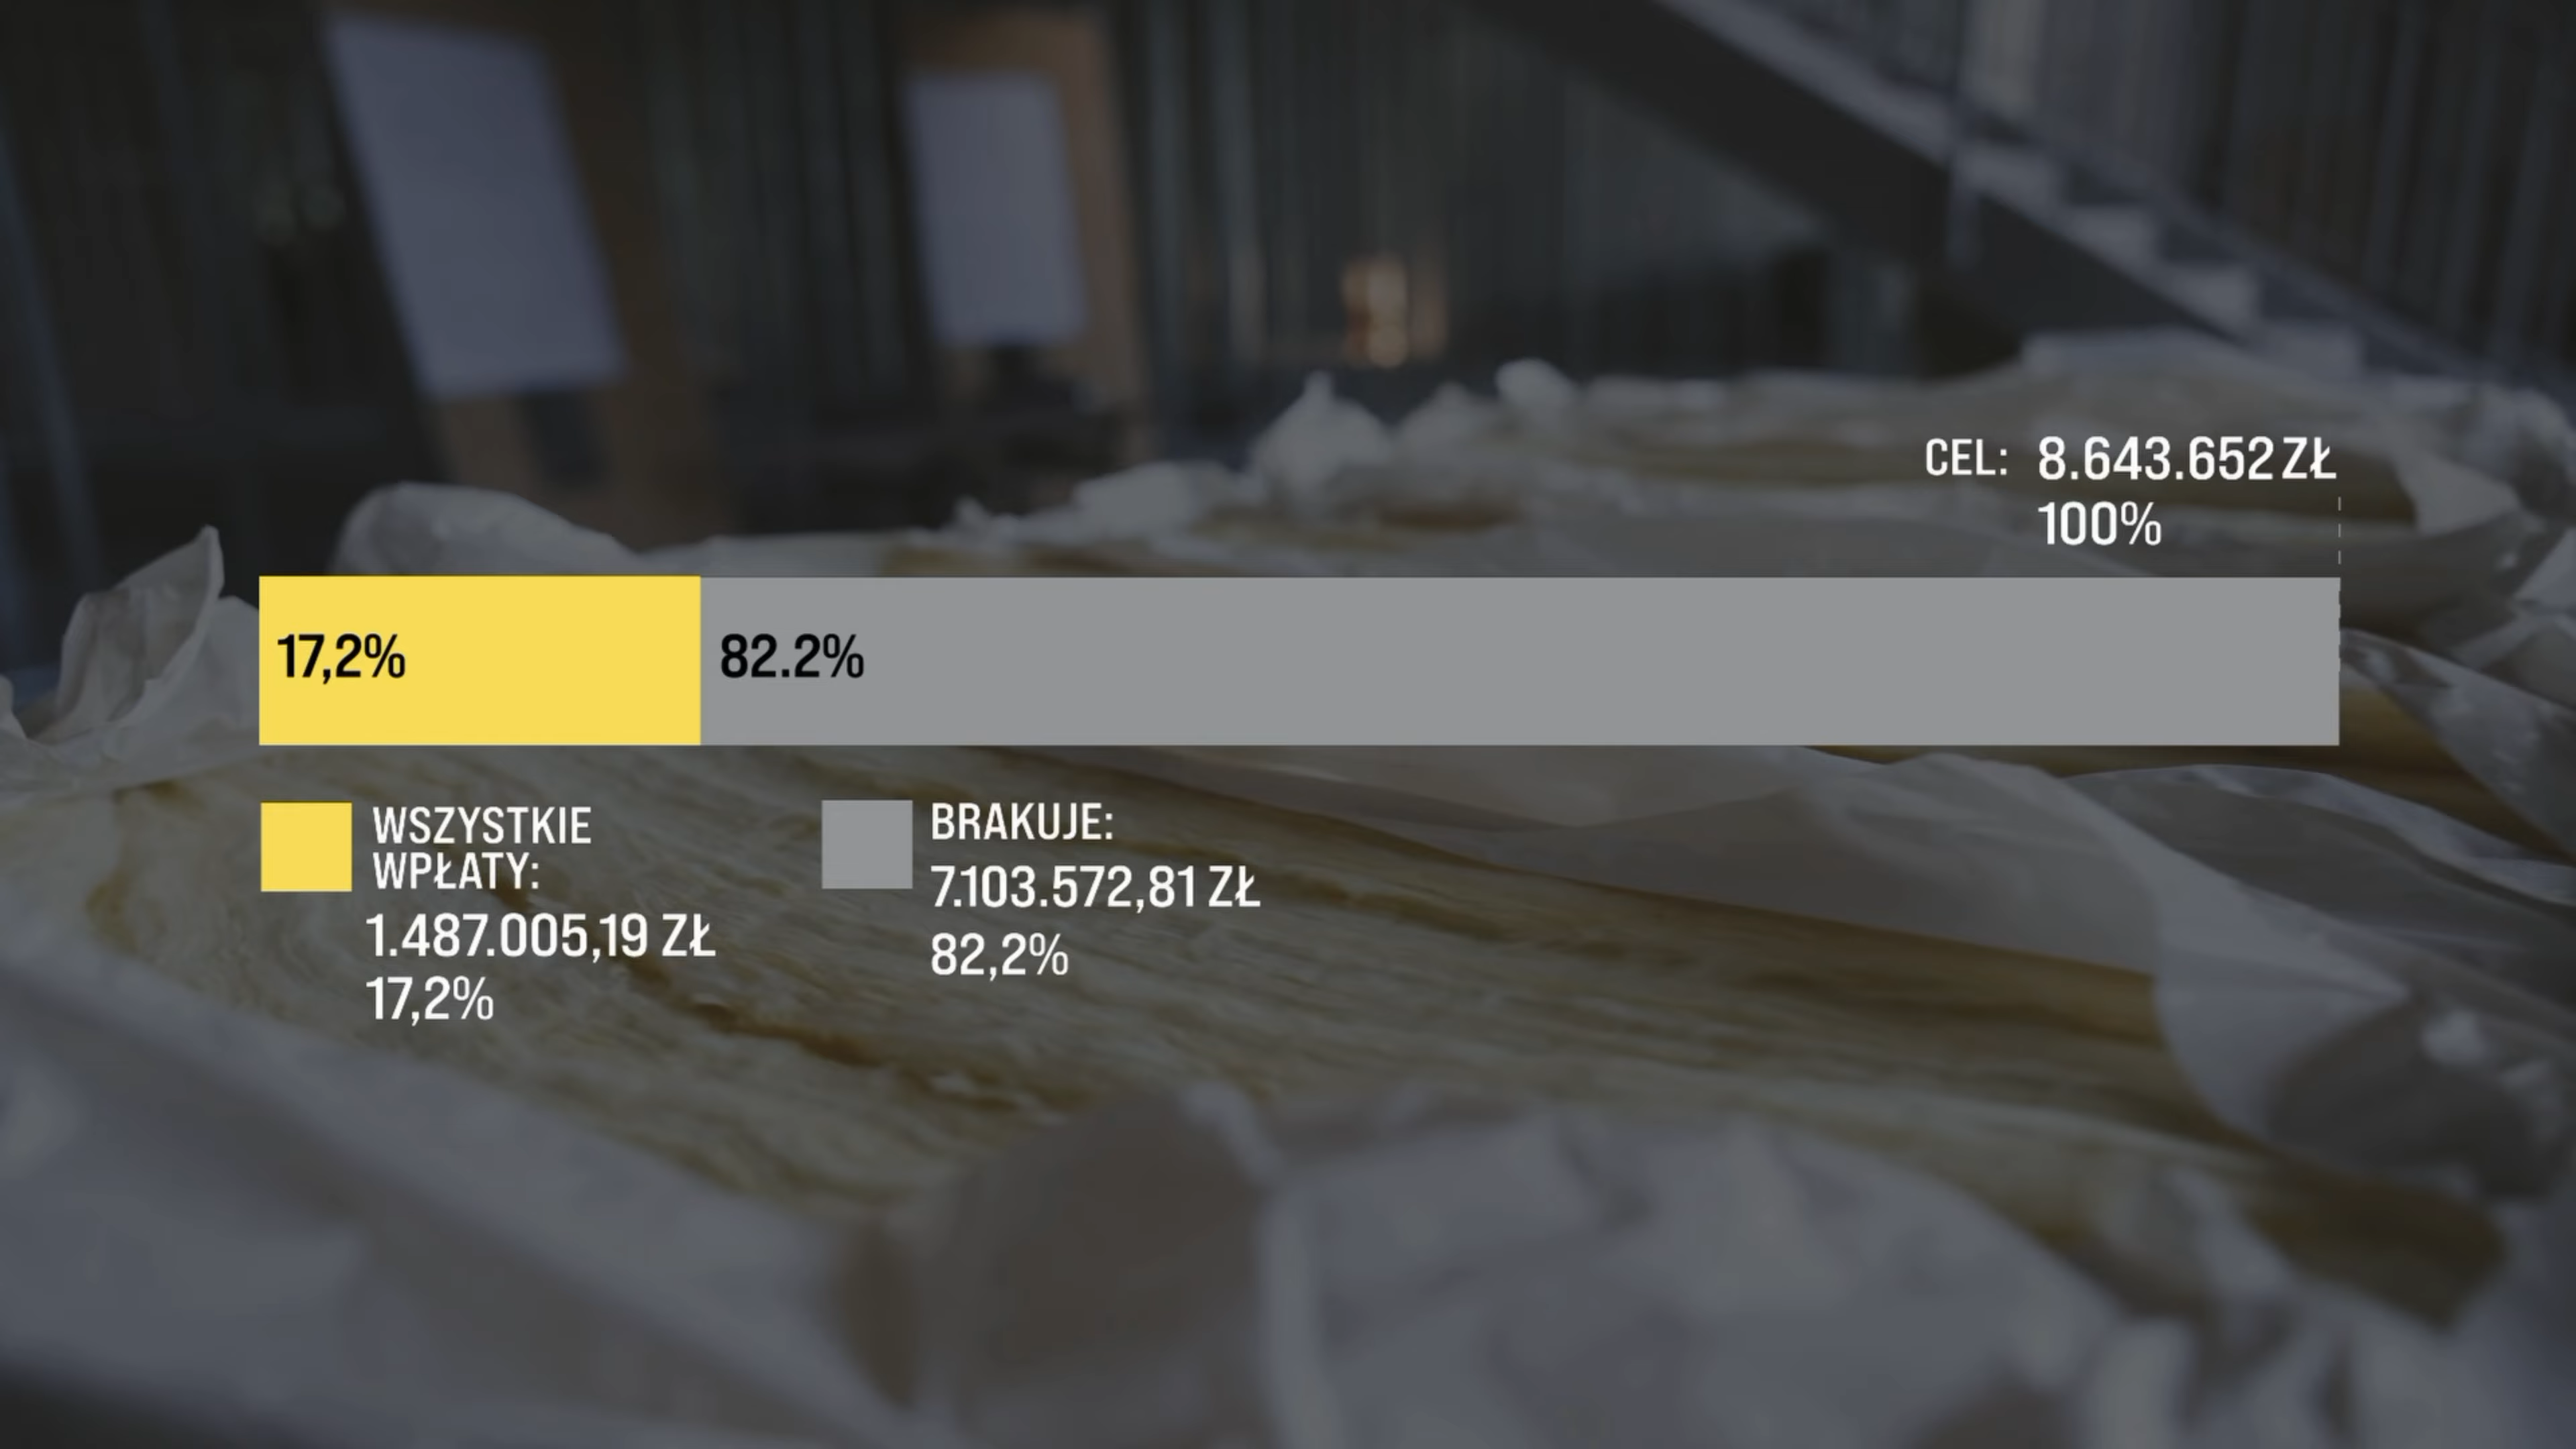 CEL: 8.643.652 ZŁ
100%
17,2%
82.2%
WSZYSTKIE
WPŁATY:
1.487.005,19 ZŁ
17,2%
BRAKUJE:
7.103.572,81 ZŁ
82,2%